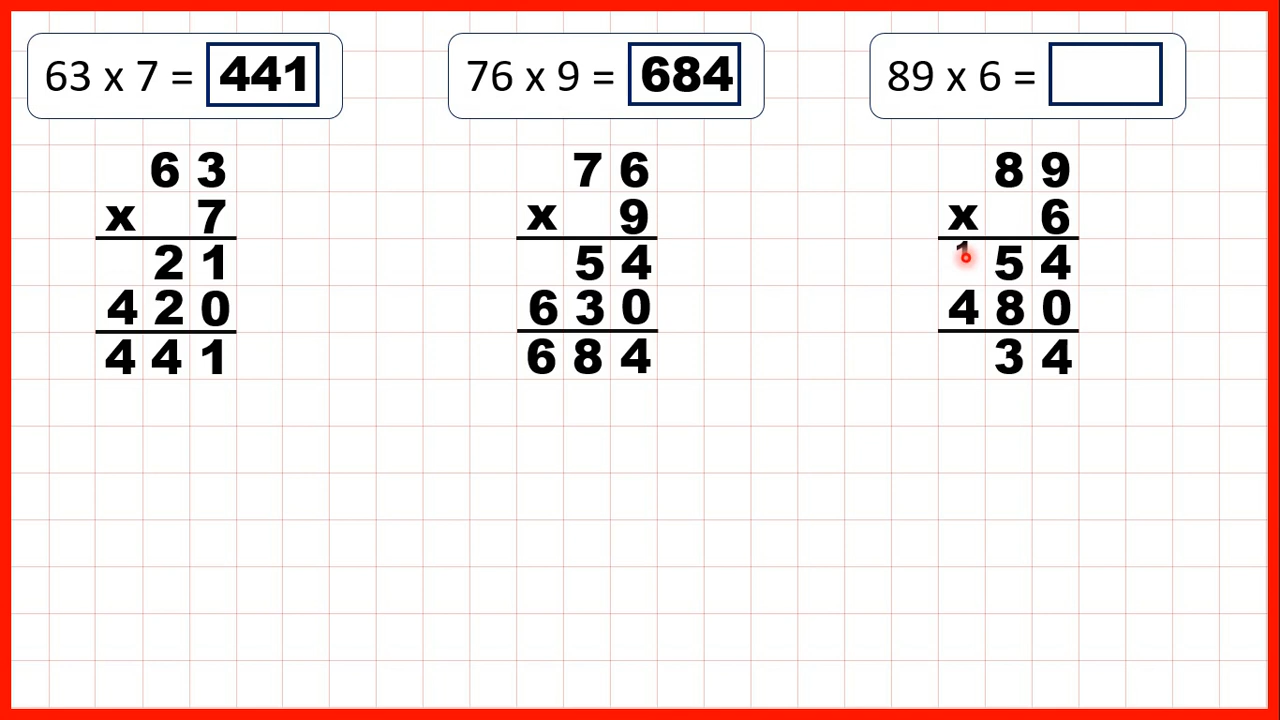 63 x 7 = 441
76 x 9 = 684
89 x 6 =
6 3
x 7
2 1
4 2 0
4 4 1
7 6
x 9
5 4
6 3 0
6 8 4
8 9
x 6
1 5 4
4 8 0
3 4